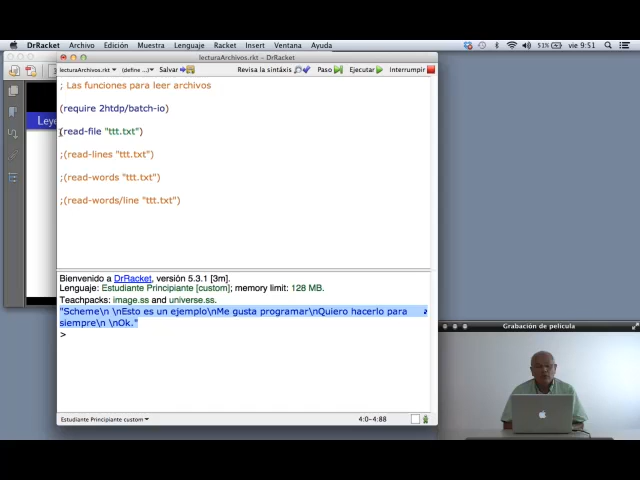 DrRacket Archivo Edición Muestra Lenguaje Racket Insert Ventana Ayuda 51% vie 9:51
lecturaArchivos.rkt – DrRacket
lecturaArchivos.rkt (define ...) Salvar Revisa la sintáxis Paso Ejecutar Interrumpir
; Las funciones para leer archivos
(require 2htdp/batch-io)
Leye
(read-file "ttt.txt")
;(read-lines "ttt.txt")
;(read-words "ttt.txt")
;(read-words/line "ttt.txt")
Bienvenido a DrRacket, versión 5.3.1 [3m].
Lenguaje: Estudiante Principiante [custom]; memory limit: 128 MB.
Teachpacks: image.ss and universe.ss.
"Scheme\n \nEsto es un ejemplo\nMe gusta programar\nQuiero hacerlo para
siempre\n \nOk."
>
Grabación de película
Estudiante Principiante custom 4:0-4:88